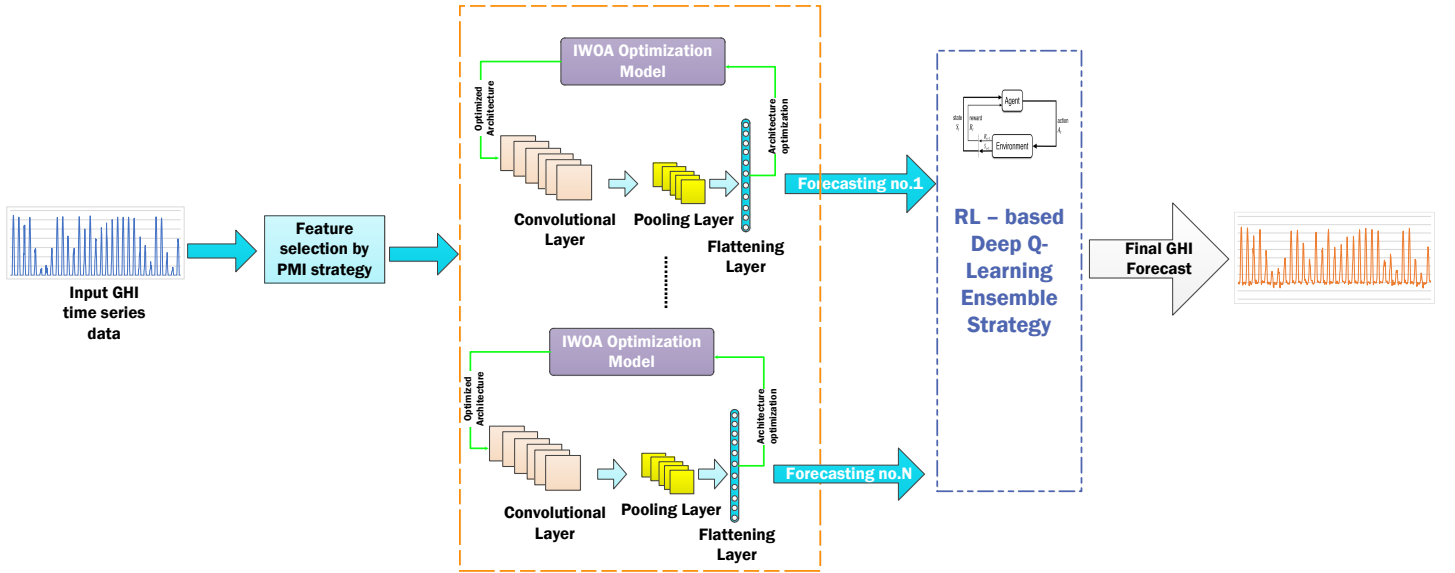 Input GHI
time series
data
Feature
selection by
PMI strategy
IWOA Optimization
Model
Optimized
Architecture
Architecture
optimization
Convolutional
Layer
Pooling Layer
Flattening
Layer
Forecasting no.1
IWOA Optimization
Model
Optimized
Architecture
Architecture
optimization
Convolutional
Layer
Pooling Layer
Flattening
Layer
Forecasting no.N
Agent
state
reward
action
Environment
RL – based
Deep Q-
Learning
Ensemble
Strategy
Final GHI
Forecast